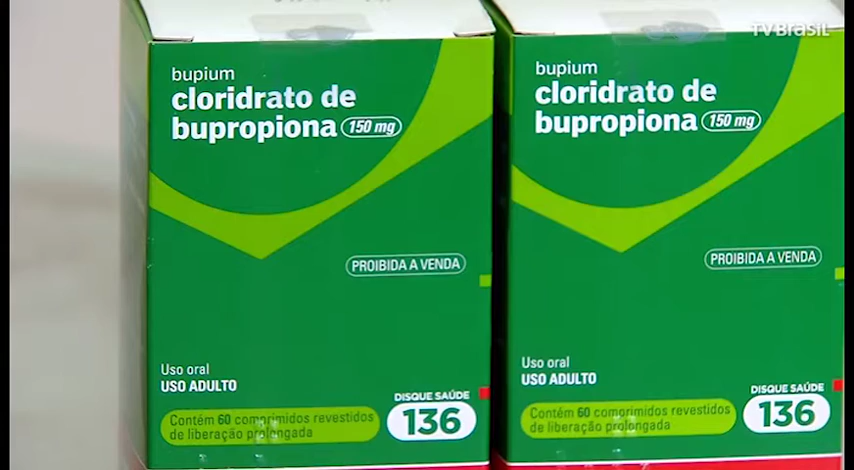 TVBrasil
bupium
cloridrato de
bupropiona 150 mg
PROIBIDA A VENDA
Uso oral
USO ADULTO
Contém 60 comprimidos revestidos
de liberação prolongada
DISQUE SAÚDE
136
bupium
cloridrato de
bupropiona 150 mg
PROIBIDA A VENDA
Uso oral
USO ADULTO
Contém 60 comprimidos revestidos
de liberação prolongada
DISQUE SAÚDE
136